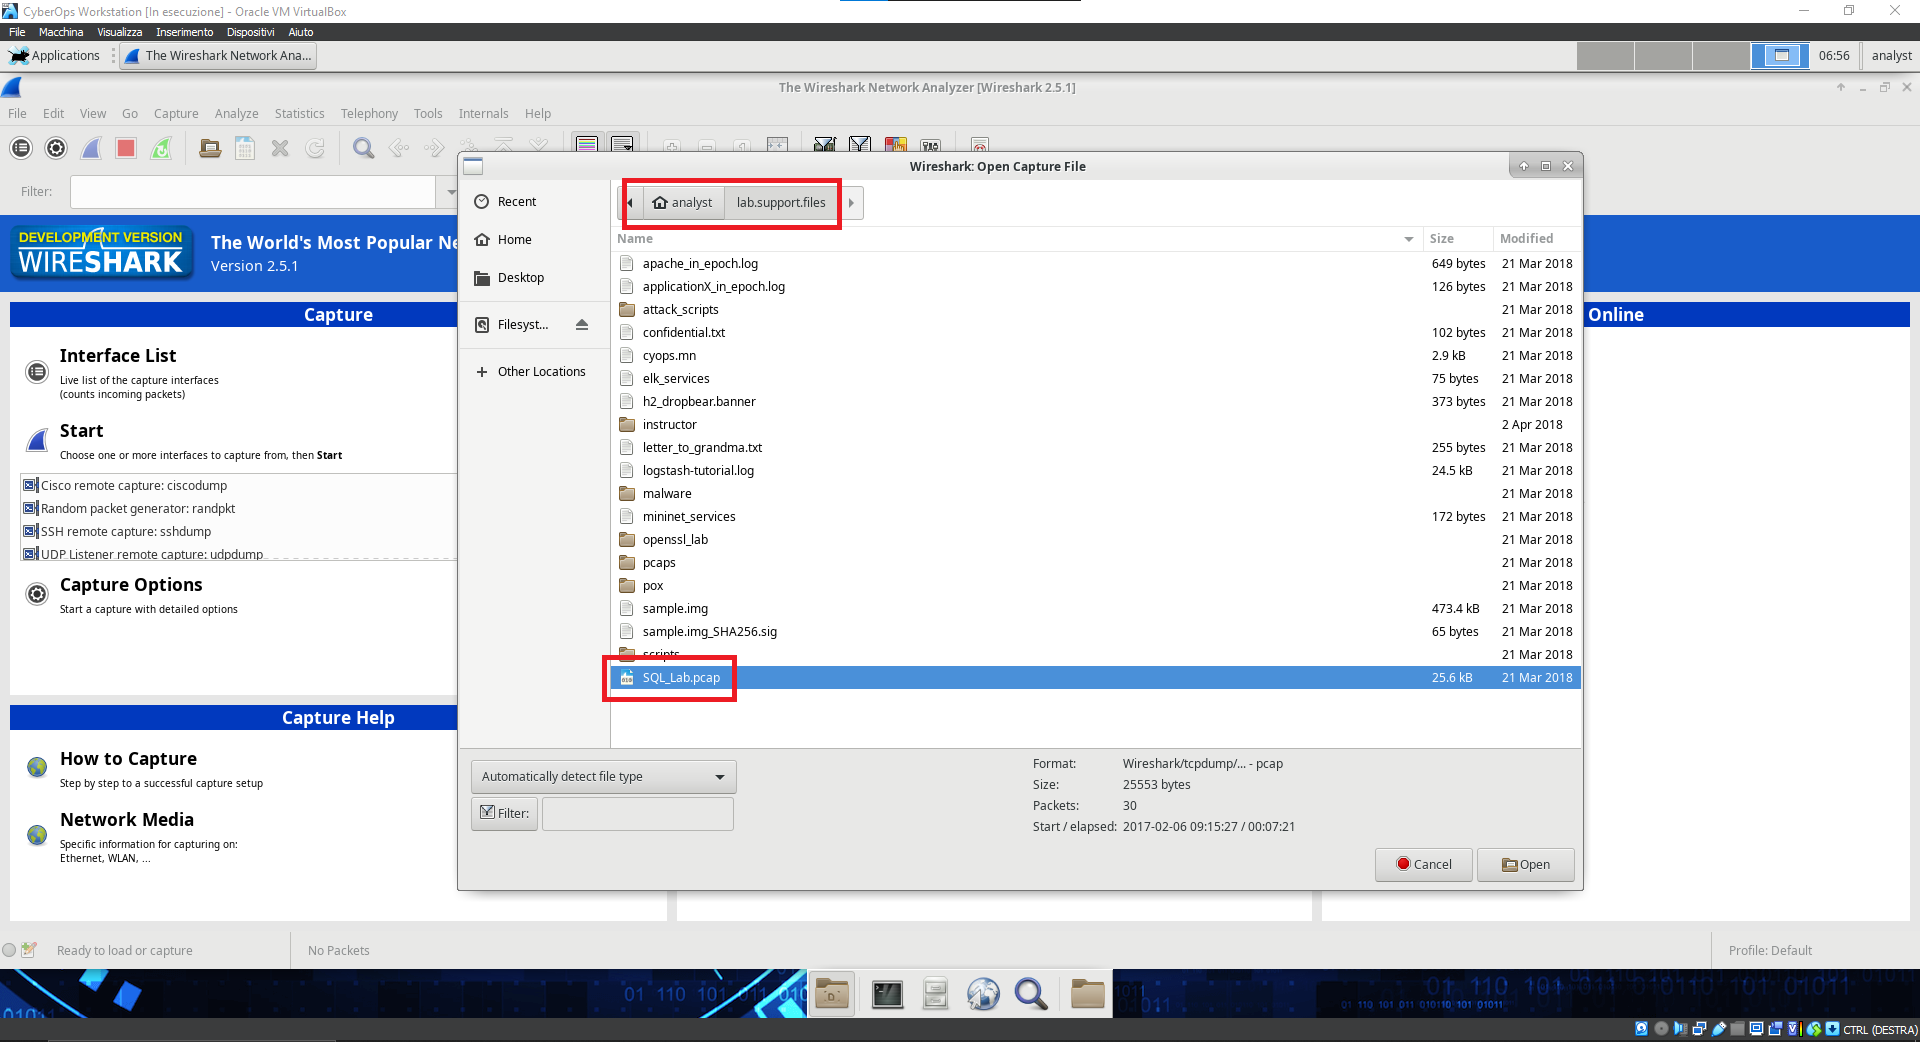 CyberOps Workstation [In esecuzione] - Oracle VM VirtualBox
File Macchina Visualizza Inserimento Dispositivi Aiuto
Applications The Wireshark Network Ana... 06:56 analyst
The Wireshark Network Analyzer [Wireshark 2.5.1]
File Edit View Go Capture Analyze Statistics Telephony Tools Internals Help
Filter:
DEVELOPMENT VERSION
WIRESHARK
The World's Most Popular Ne
Version 2.5.1
Capture
Interface List
Live list of the capture interfaces
(counts incoming packets)
Start
Choose one or more interfaces to capture from, then Start
Cisco remote capture: ciscodump
Random packet generator: randpkt
SSH remote capture: sshdump
UDP Listener remote capture: udpdump
Capture Options
Start a capture with detailed options
Capture Help
How to Capture
Step by step to a successful capture setup
Network Media
Specific information for capturing on:
Ethernet, WLAN, ...
Online
Wireshark: Open Capture File
Recent
Home
Desktop
Filesyst...
Other Locations
analyst lab.support.files
Name Size Modified
apache_in_epoch.log 649 bytes 21 Mar 2018
applicationX_in_epoch.log 126 bytes 21 Mar 2018
attack_scripts 21 Mar 2018
confidential.txt 102 bytes 21 Mar 2018
cyops.mn 2.9 kB 21 Mar 2018
elk_services 75 bytes 21 Mar 2018
h2_dropbear.banner 373 bytes 21 Mar 2018
instructor 2 Apr 2018
letter_to_grandma.txt 255 bytes 21 Mar 2018
logstash-tutorial.log 24.5 kB 21 Mar 2018
malware 21 Mar 2018
mininet_services 172 bytes 21 Mar 2018
openssl_lab 21 Mar 2018
pcaps 21 Mar 2018
pox 21 Mar 2018
sample.img 473.4 kB 21 Mar 2018
sample.img_SHA256.sig 65 bytes 21 Mar 2018
scripts 21 Mar 2018
SQL_Lab.pcap 25.6 kB 21 Mar 2018
Automatically detect file type
Filter:
Format: Wireshark/tcpdump/... - pcap
Size: 25553 bytes
Packets: 30
Start / elapsed: 2017-02-06 09:15:27 / 00:07:21
Cancel Open
Ready to load or capture No Packets Profile: Default
CTRL (DESTRA)